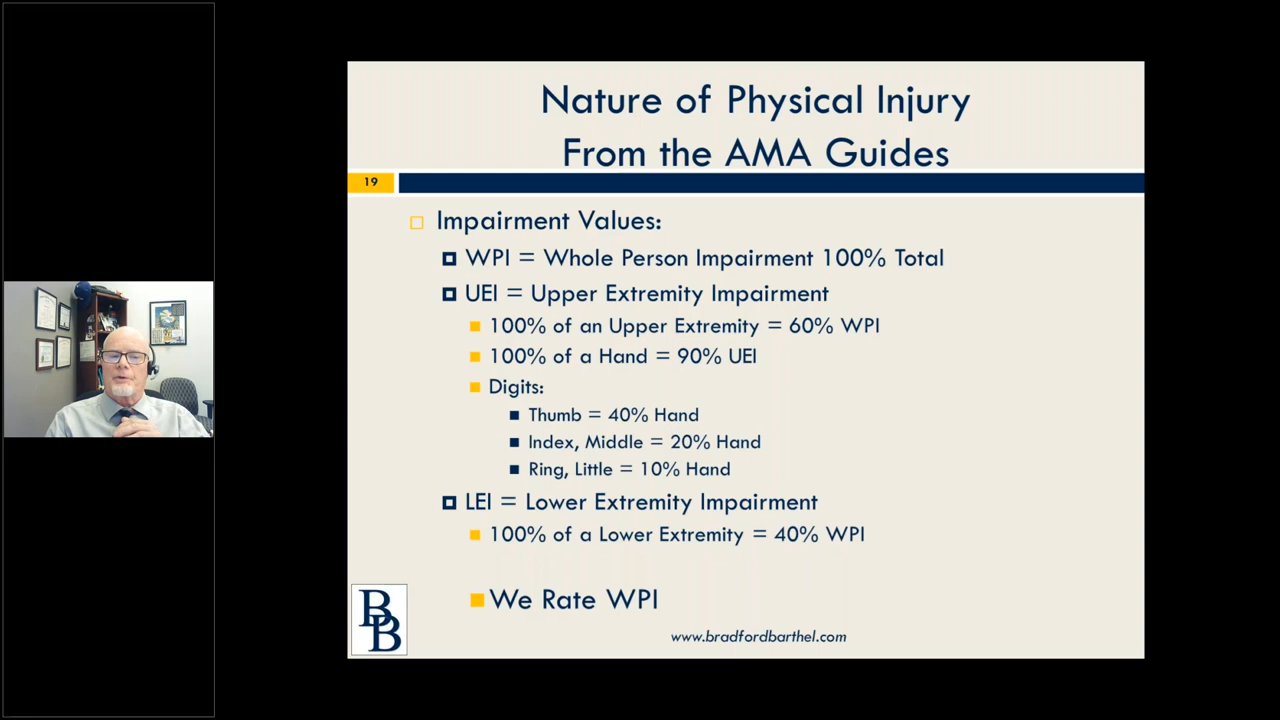 Nature of Physical Injury
From the AMA Guides
19
Impairment Values:
WPI = Whole Person Impairment 100% Total
UEI = Upper Extremity Impairment
100% of an Upper Extremity = 60% WPI
100% of a Hand = 90% UEI
Digits:
Thumb = 40% Hand
Index, Middle = 20% Hand
Ring, Little = 10% Hand
LEI = Lower Extremity Impairment
100% of a Lower Extremity = 40% WPI
We Rate WPI
BB
www.bradfordbarthel.com